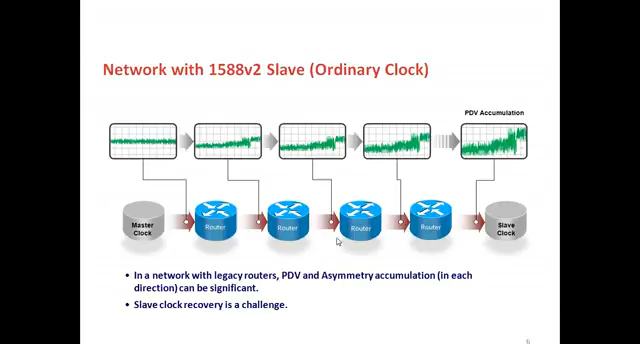 Network with 1588v2 Slave (Ordinary Clock)
PDV Accumulation
Master
Clock
Router
Router
Router
Router
Slave
Clock
• In a network with legacy routers, PDV and Asymmetry accumulation (in each
direction) can be significant.
• Slave clock recovery is a challenge.
6